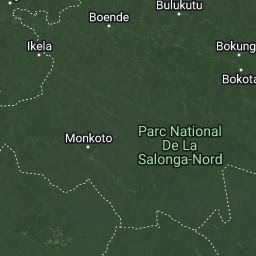 Bulukutu
Boende
Ikela
Bokung
Bokota
Parc National
De La
Salonga-Nord
Monkoto